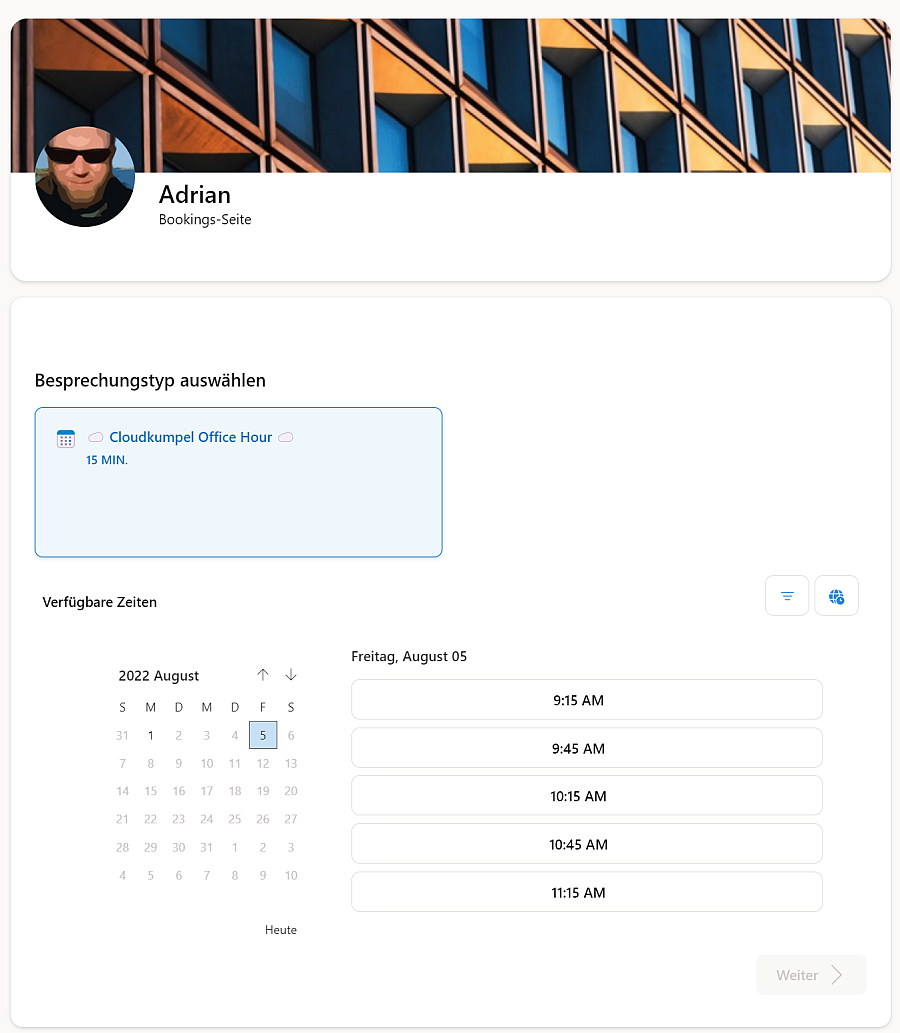 Adrian
Bookings-Seite
Besprechungstyp auswählen
Cloudkumpel Office Hour
15 MIN.
Verfügbare Zeiten
2022 August
S M D M D F S
31 1 2 3 4 5 6
7 8 9 10 11 12 13
14 15 16 17 18 19 20
21 22 23 24 25 26 27
28 29 30 31 1 2 3
4 5 6 7 8 9 10
Heute
Freitag, August 05
9:15 AM
9:45 AM
10:15 AM
10:45 AM
11:15 AM
Weiter